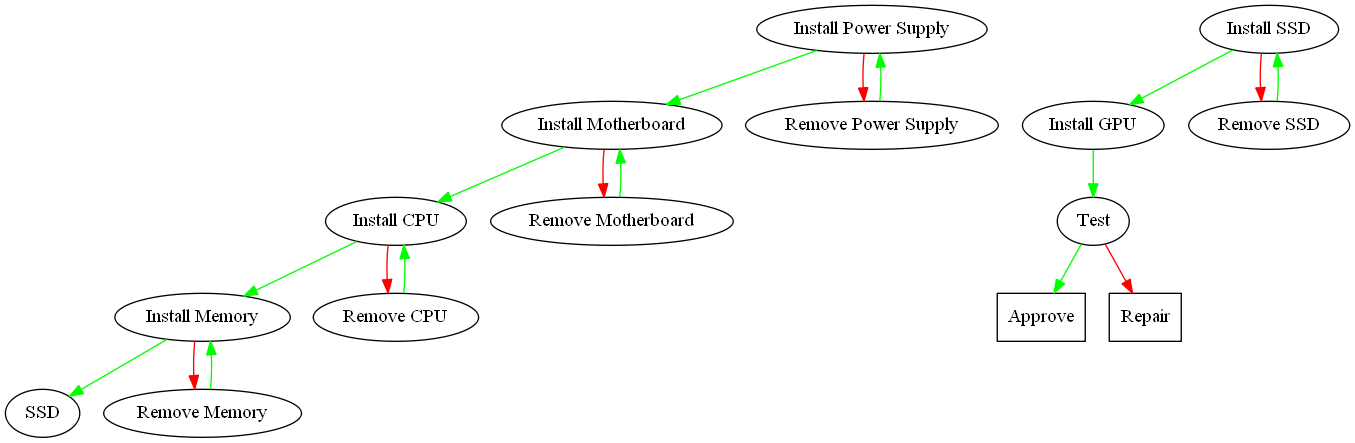 Install Power Supply
Install SSD
Install Motherboard
Remove Power Supply
Install GPU
Remove SSD
Install CPU
Remove Motherboard
Test
Install Memory
Remove CPU
Approve
Repair
SSD
Remove Memory